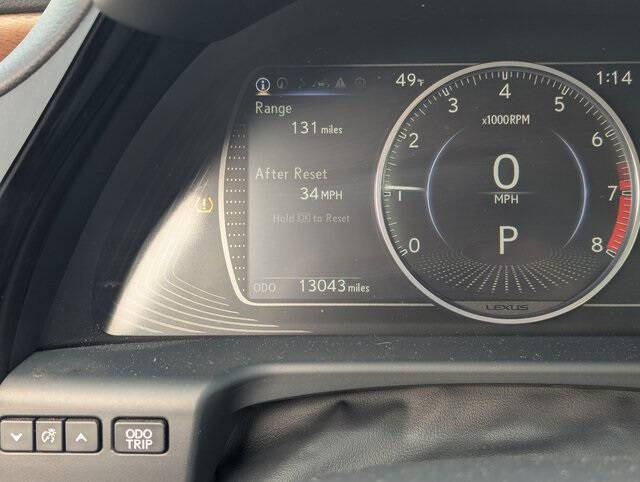 49°F
1:14
Range
131 miles
After Reset
34 MPH
Hold OK to Reset
ODO 13043 miles
0
1
2
3
4
5
6
7
8
x1000RPM
0
MPH
P
LEXUS
ODO
TRIP